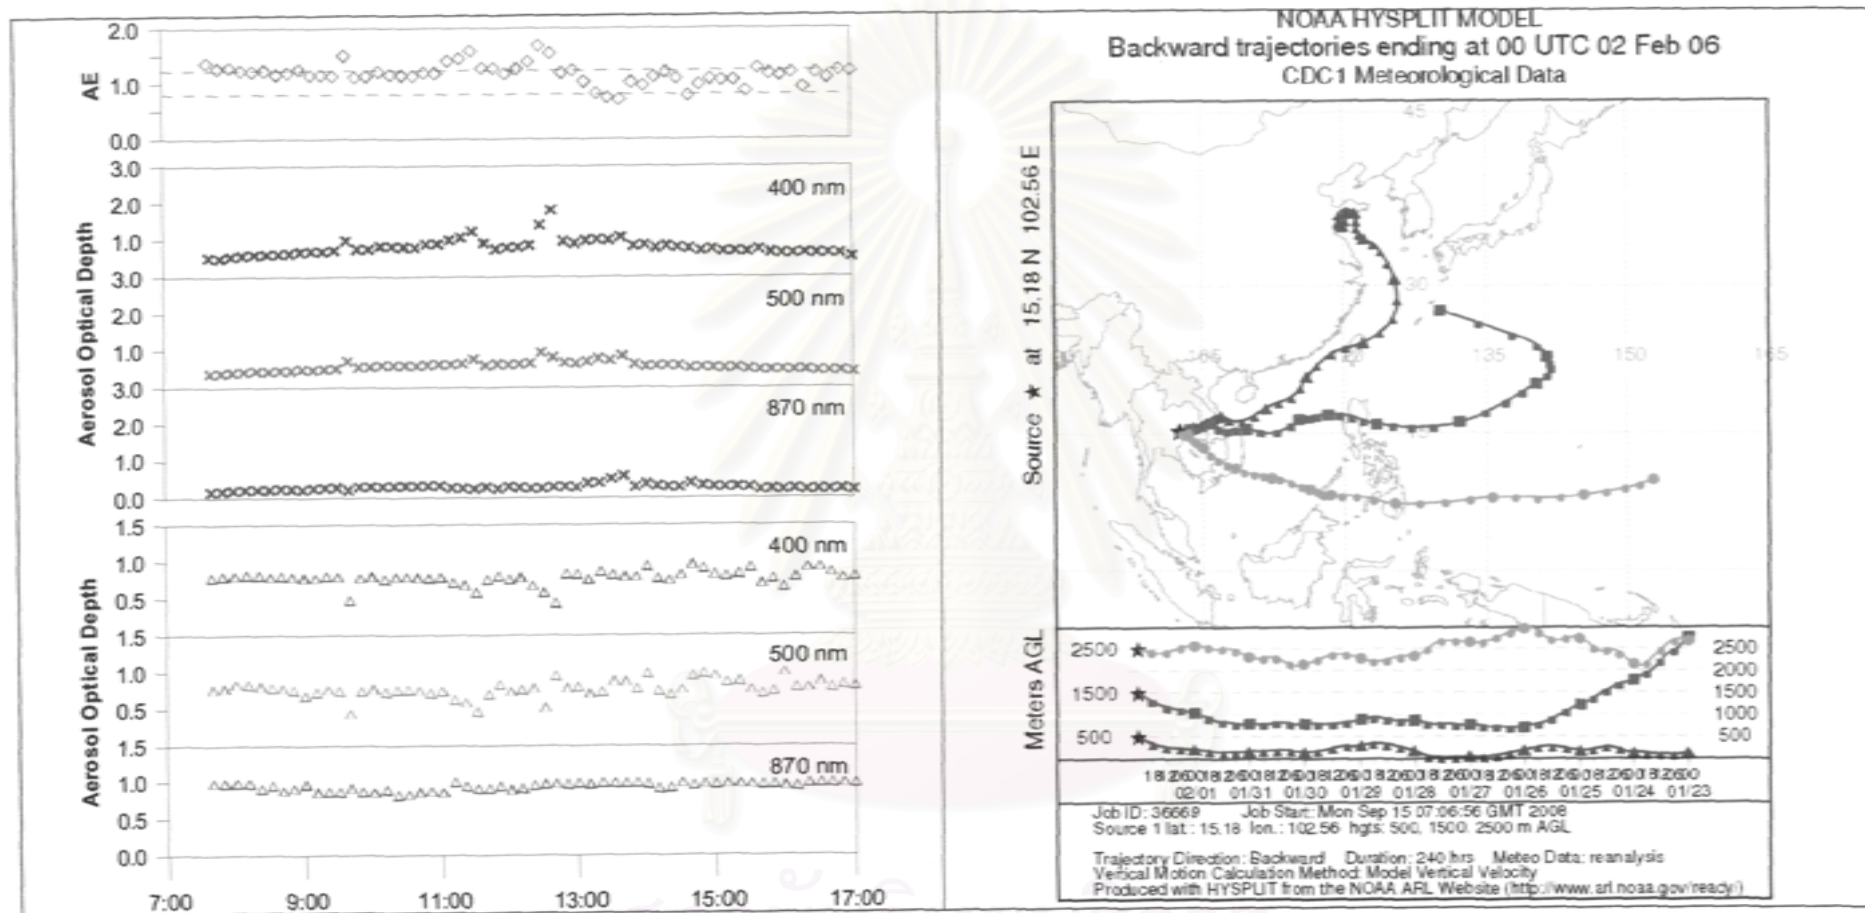 2.0
1.0
0.0
AE
3.0
2.0
1.0
3.0
2.0
1.0
3.0
2.0
1.0
0.0
Aerosol Optical Depth
400 nm
500 nm
870 nm
1.5
1.0
0.5
1.5
1.0
0.5
1.5
1.0
0.5
0.0
Aerosol Optical Depth
400 nm
500 nm
870 nm
7:00 9:00 11:00 13:00 15:00 17:00
NOAA HYSPLIT MODEL
Backward trajectories ending at 00 UTC 02 Feb 06
CDC1 Meteorological Data
Source ★ at 15.18 N 102.56 E
45
30
135 150 165
Meters AGL
2500
1500
500
2500
2000
1500
1000
500
02/01 01/31 01/30 01/29 01/28 01/27 01/26 01/25 01/24 01/23
Job ID: 36669 Job Start: Mon Sep 15 07:06:56 GMT 2008
Source 1 lat.: 15.18 lon.: 102.56 hgts: 500, 1500, 2500 m AGL
Trajectory Direction: Backward Duration: 240 hrs Meteo Data: reanalysis
Vertical Motion Calculation Method: Model Vertical Velocity
Produced with HYSPLIT from the NOAA ARL Website (http://www.arl.noaa.gov/ready/)